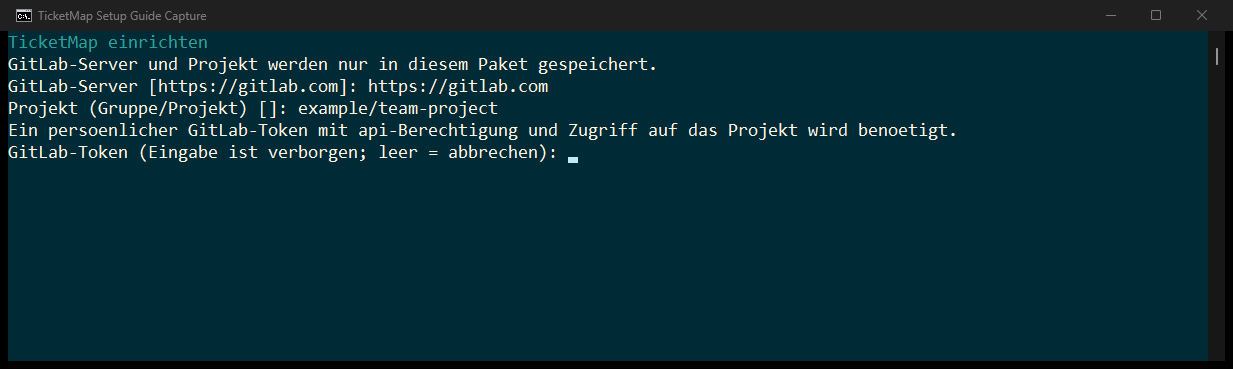 TicketMap Setup Guide Capture
TicketMap einrichten
GitLab-Server und Projekt werden nur in diesem Paket gespeichert.
GitLab-Server [https://gitlab.com]: https://gitlab.com
Projekt (Gruppe/Projekt) []: example/team-project
Ein persoenlicher GitLab-Token mit api-Berechtigung und Zugriff auf das Projekt wird benoetigt.
GitLab-Token (Eingabe ist verborgen; leer = abbrechen):